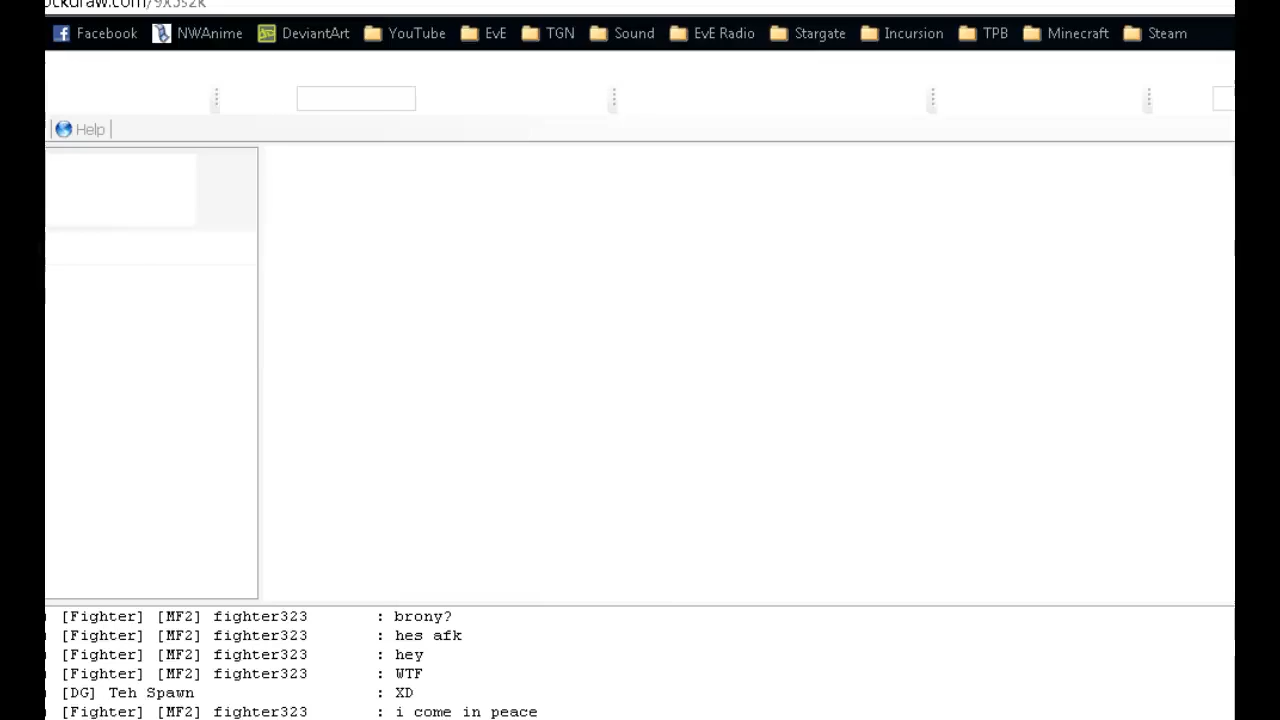 Facebook NWAnime DeviantArt YouTube EvE TGN Sound EvE Radio Stargate Incursion TPB Minecraft Steam
Help
[Fighter] [MF2] fighter323 : brony?
[Fighter] [MF2] fighter323 : hes afk
[Fighter] [MF2] fighter323 : hey
[Fighter] [MF2] fighter323 : WTF
[DG] Teh Spawn : XD
[Fighter] [MF2] fighter323 : i come in peace